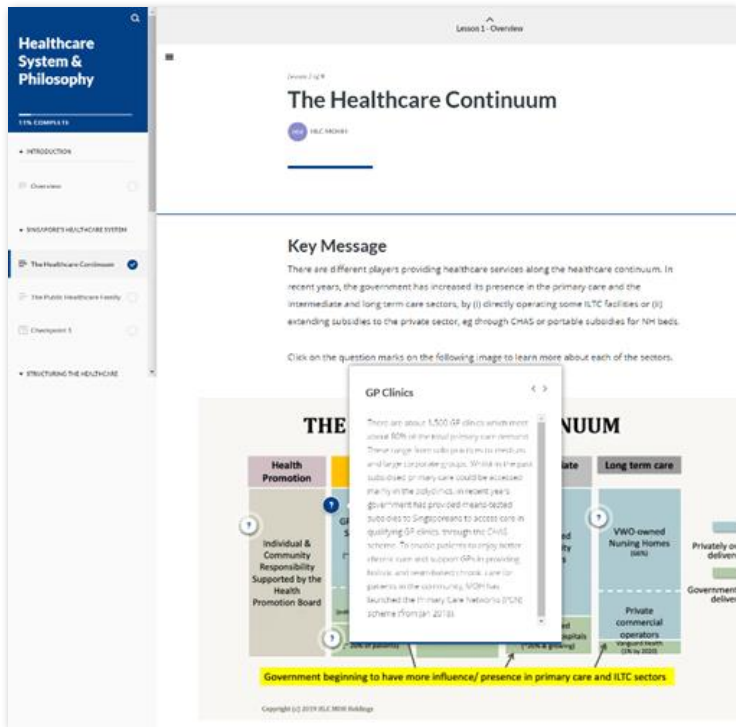 Lesson 1 - Overview
Healthcare
System &
Philosophy
11% COMPLETE
INTRODUCTION
Overview
SINGAPORE'S HEALTHCARE SYSTEM
The Healthcare Continuum
The Public Healthcare Family
Checkpoint 1
STRUCTURING THE HEALTHCARE
The Healthcare Continuum
HLC MOHH
Key Message
There are different players providing healthcare services along the healthcare continuum. In
recent years, the government has increased its presence in the primary care and the
intermediate and long term care sectors, by (i) directly operating some ILTC facilities or (ii)
extending subsidies to the private sector, eg through CHAS or portable subsidies for NH beds.
Click on the question marks on the following image to learn more about each of the sectors.
GP Clinics
There are about 1,500 GP clinics which meet
about 80% of the total primary care demand.
These range from solo practices to medium
and large corporate groups. Whilst in the past
subsidised primary care could be accessed
mainly in the polyclinics, in recent years
government has provided means-tested
subsidies to Singaporeans to access care in
qualifying GP clinics, through the CHAS
scheme. To enable patients to enjoy better
chronic care and support GPs in providing
holistic and team-based chronic care for
patients in the community, MOH has
launched the Primary Care Networks (PCN)
scheme (from Jan 2018).
THE
NUUM
Health
Promotion
Long term care
Individual &
Community
Responsibility
Supported by the
Health
Promotion Board
VWO-owned
Nursing Homes
(66%)
Private
commercial
operators
Vanguard Health
(1% by 2020)
Privately
Government
Government beginning to have more influence/ presence in primary care and ILTC sectors
Copyright (c) 2019 HLC MOH Holdings